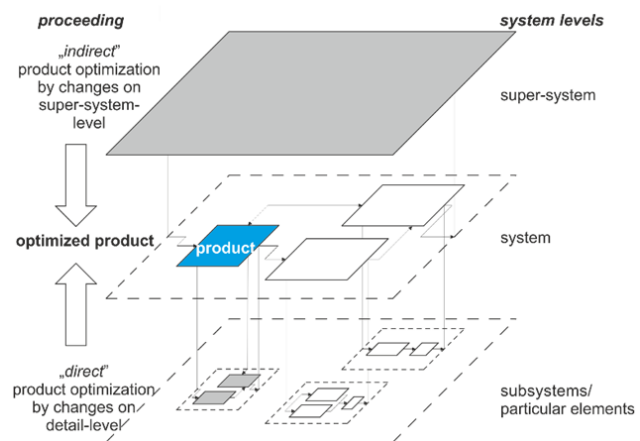 proceeding
„indirect”
product optimization
by changes on
super-system-
level
optimized product
„direct”
product optimization
by changes on
detail-level
product
system levels
super-system
system
subsystems/
particular elements